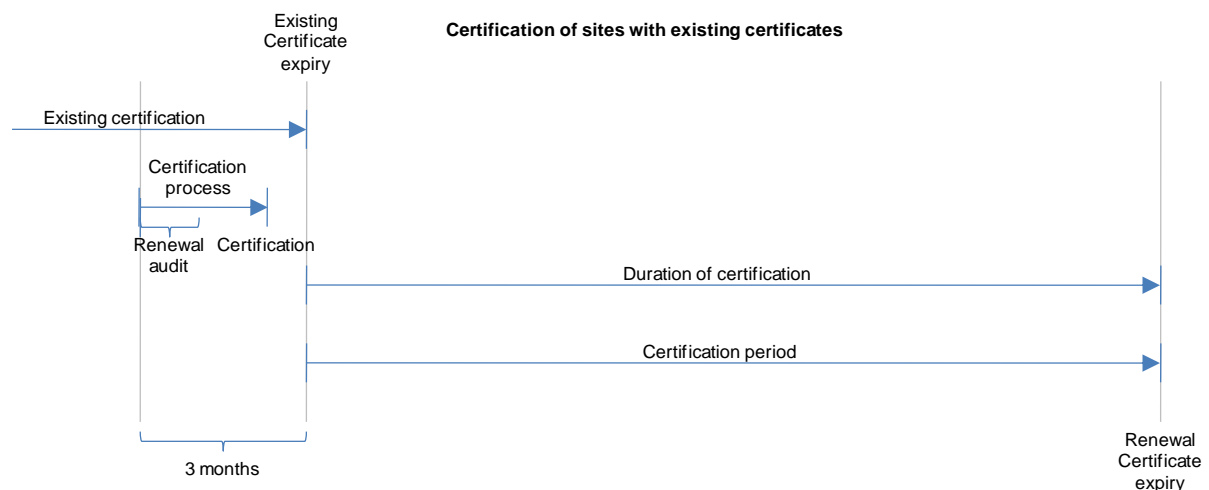 Existing
Certificate
expiry
Certification of sites with existing certificates
Existing certification
Certification
process
Renewal
audit
Certification
Duration of certification
Certification period
3 months
Renewal
Certificate
expiry